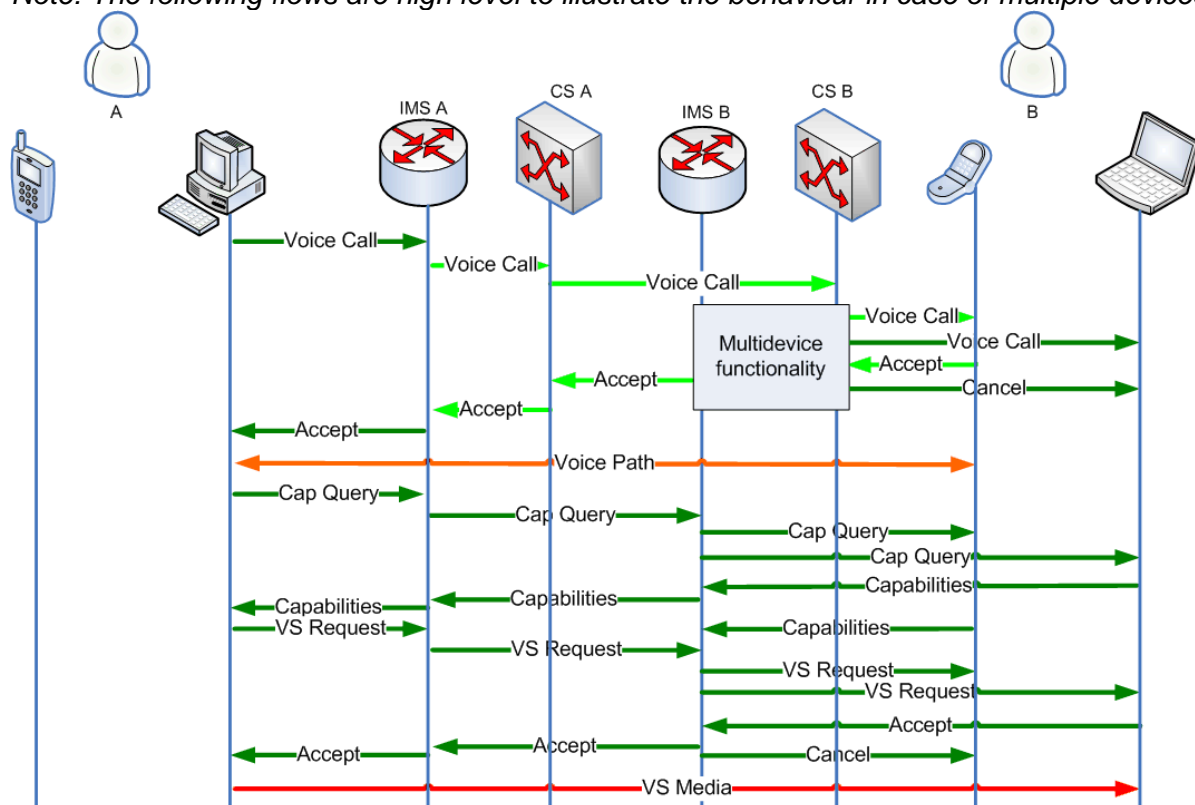 Note: The following flows are high level to illustrate the behaviour in case of multiple
A
B
IMS A
CS A
IMS B
CS B
Voice Call
Voice Call
Voice Call
Voice Call
Multidevice
functionality
Voice Call
Accept
Accept
Cancel
Accept
Accept
Voice Path
Cap Query
Cap Query
Cap Query
Cap Query
Capabilities
Capabilities
Capabilities
VS Request
Capabilities
VS Request
VS Request
VS Request
Accept
Accept
Accept
Cancel
VS Media